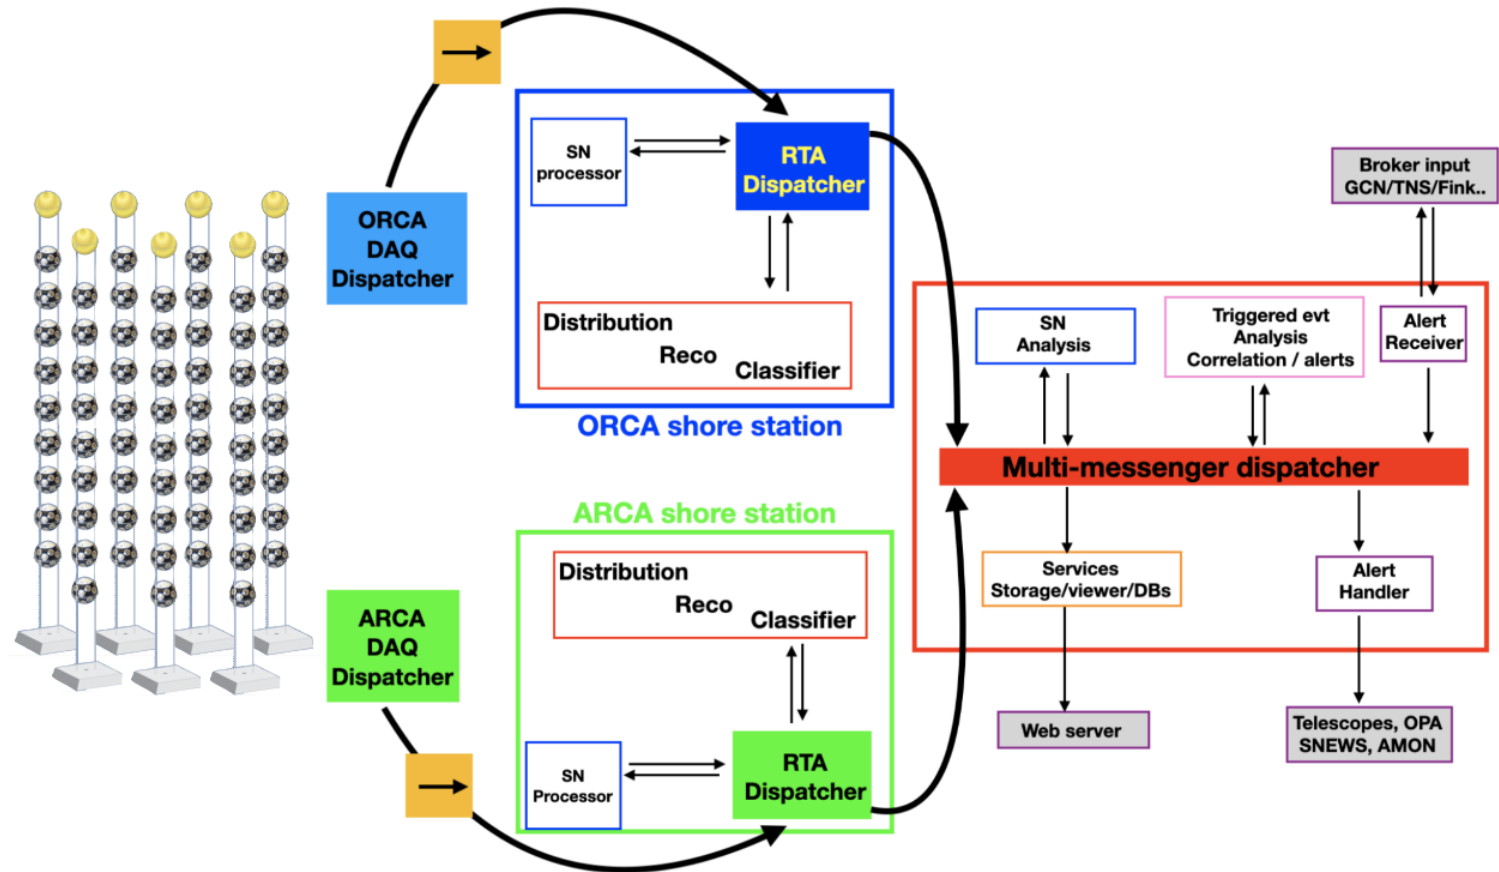 ORCA
DAQ
Dispatcher
SN
processor
RTA
Dispatcher
Distribution
Reco
Classifier
ORCA shore station
ARCA shore station
Distribution
Reco
Classifier
ARCA
DAQ
Dispatcher
SN
Processor
RTA
Dispatcher
Broker input
GCN/TNS/Fink..
SN
Analysis
Triggered evt
Analysis
Correlation / alerts
Alert
Receiver
Multi-messenger dispatcher
Services
Storage/viewer/DBs
Alert
Handler
Web server
Telescopes, OPA
SNEWS, AMON